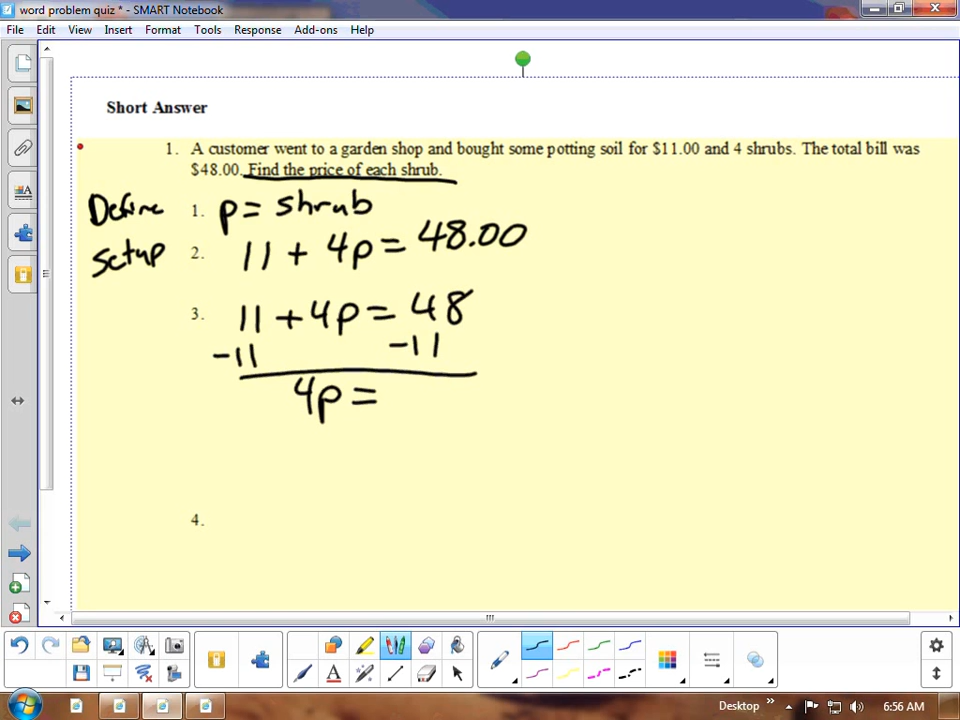 word problem quiz * - SMART Notebook
File Edit View Insert Format Tools Response Add-ons Help
Short Answer
1. A customer went to a garden shop and bought some potting soil for $11.00 and 4 shrubs. The total bill was
$48.00. Find the price of each shrub.
Define 1. p = shrub
Setup 2. 11 + 4p = 48.00
3. 11 + 4p = 48
-11 -11
4p =
4.
Desktop » 6:56 AM